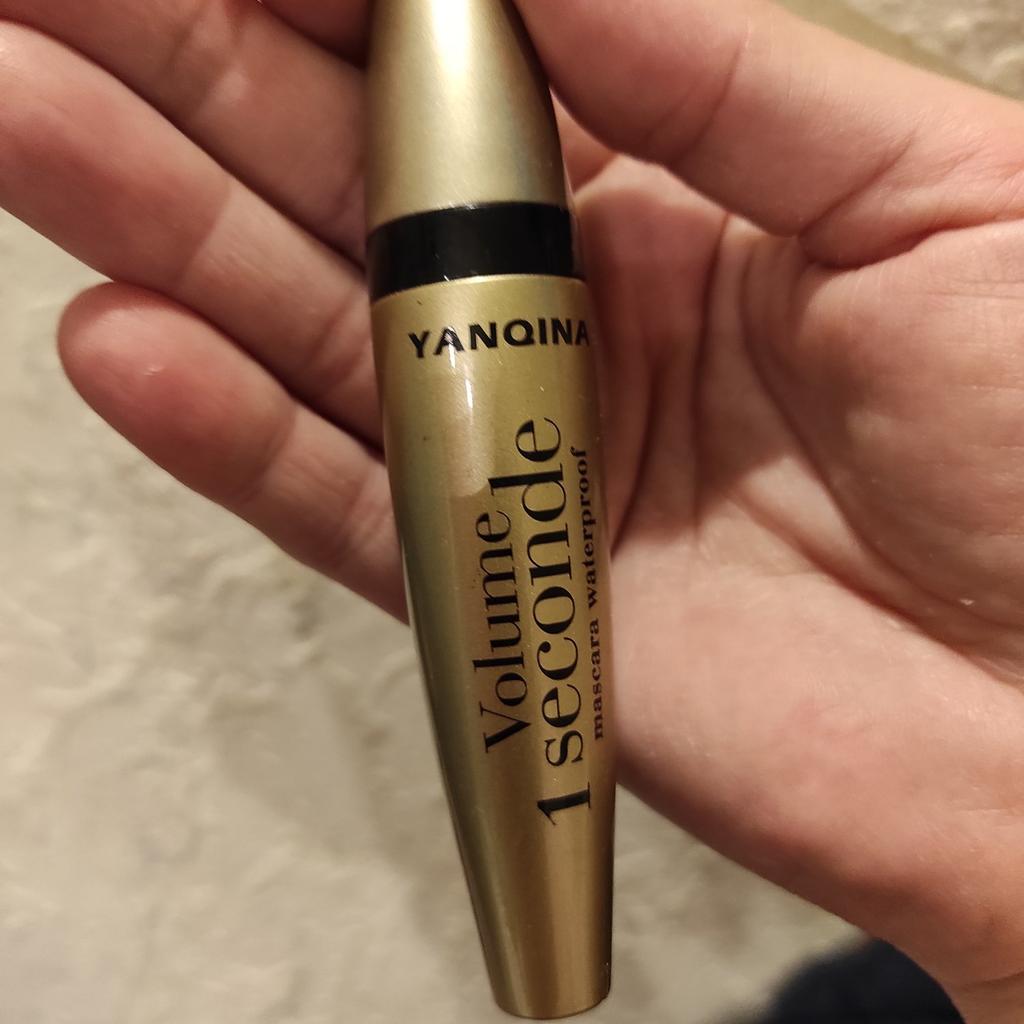 YANQINA
Volume
1 seconde
mascara waterproof